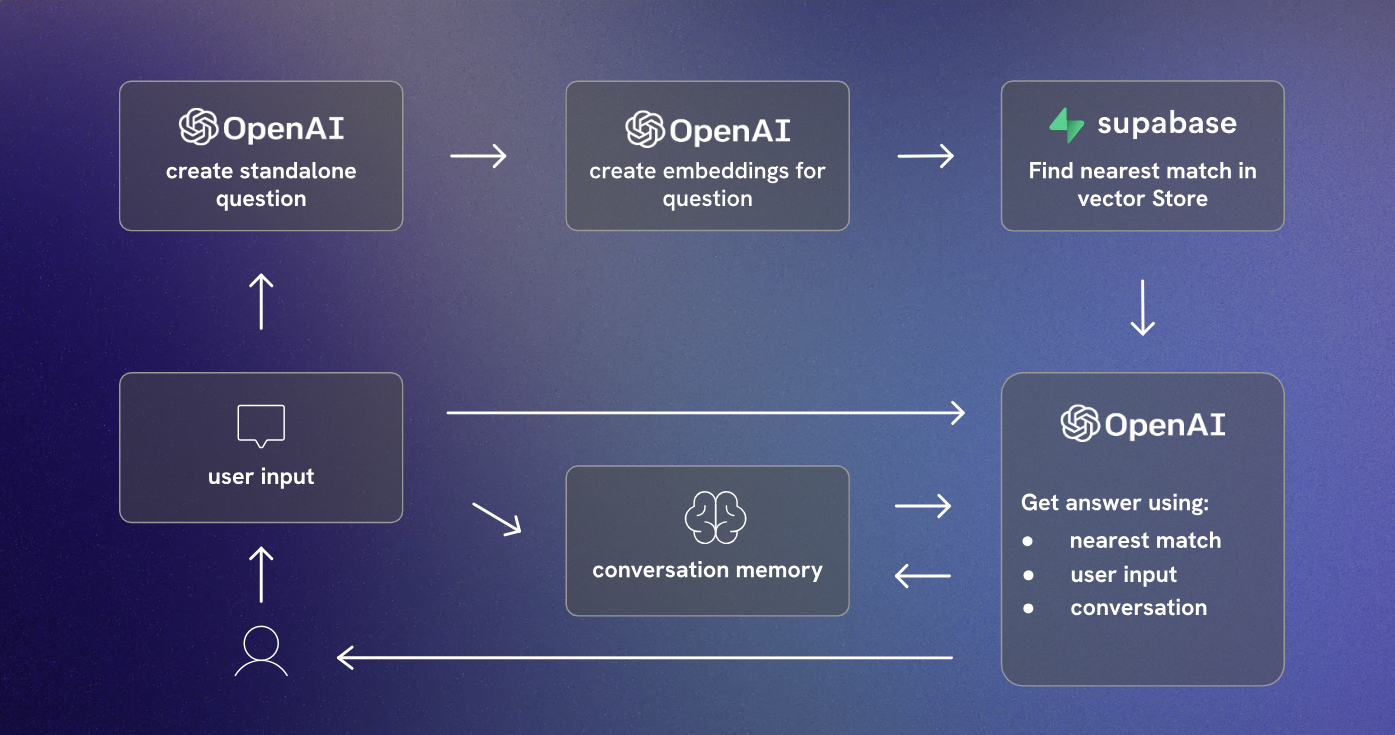 OpenAI
create standalone
question
OpenAI
create embeddings for
question
supabase
Find nearest match in
vector Store
user input
conversation memory
OpenAI
Get answer using:
● nearest match
● user input
● conversation